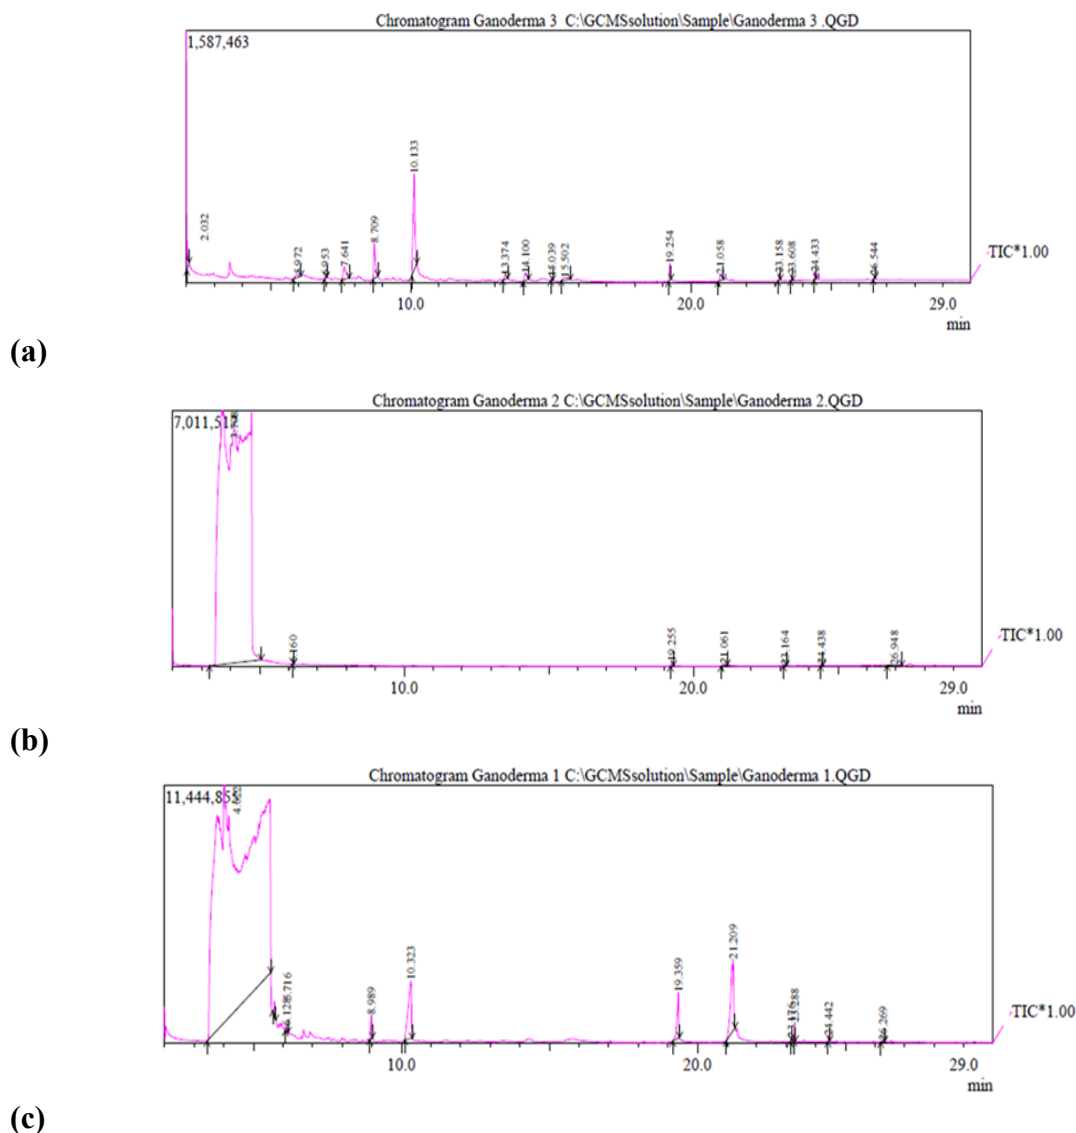 Chromatogram Ganoderma 3 C:\GCMSsolution\Sample\Ganoderma 3 .QGD
1,587,463
2.032
7.641
8.709
10.133
13.374
14.100
15.039
15.502
19.254
21.058
23.158
23.608
24.433
26.544
TIC*1.00
10.0 20.0 29.0
min
(a)
Chromatogram Ganoderma 2 C:\GCMSsolution\Sample\Ganoderma 2.QGD
19.255
21.061
23.164
24.438
26.948
TIC*1.00
10.0 20.0 29.0
min
(b)
Chromatogram Ganoderma 1 C:\GCMSsolution\Sample\Ganoderma 1.QGD
8.989
10.323
19.359
21.209
24.442
26.269
TIC*1.00
10.0 20.0 29.0
min
(c)